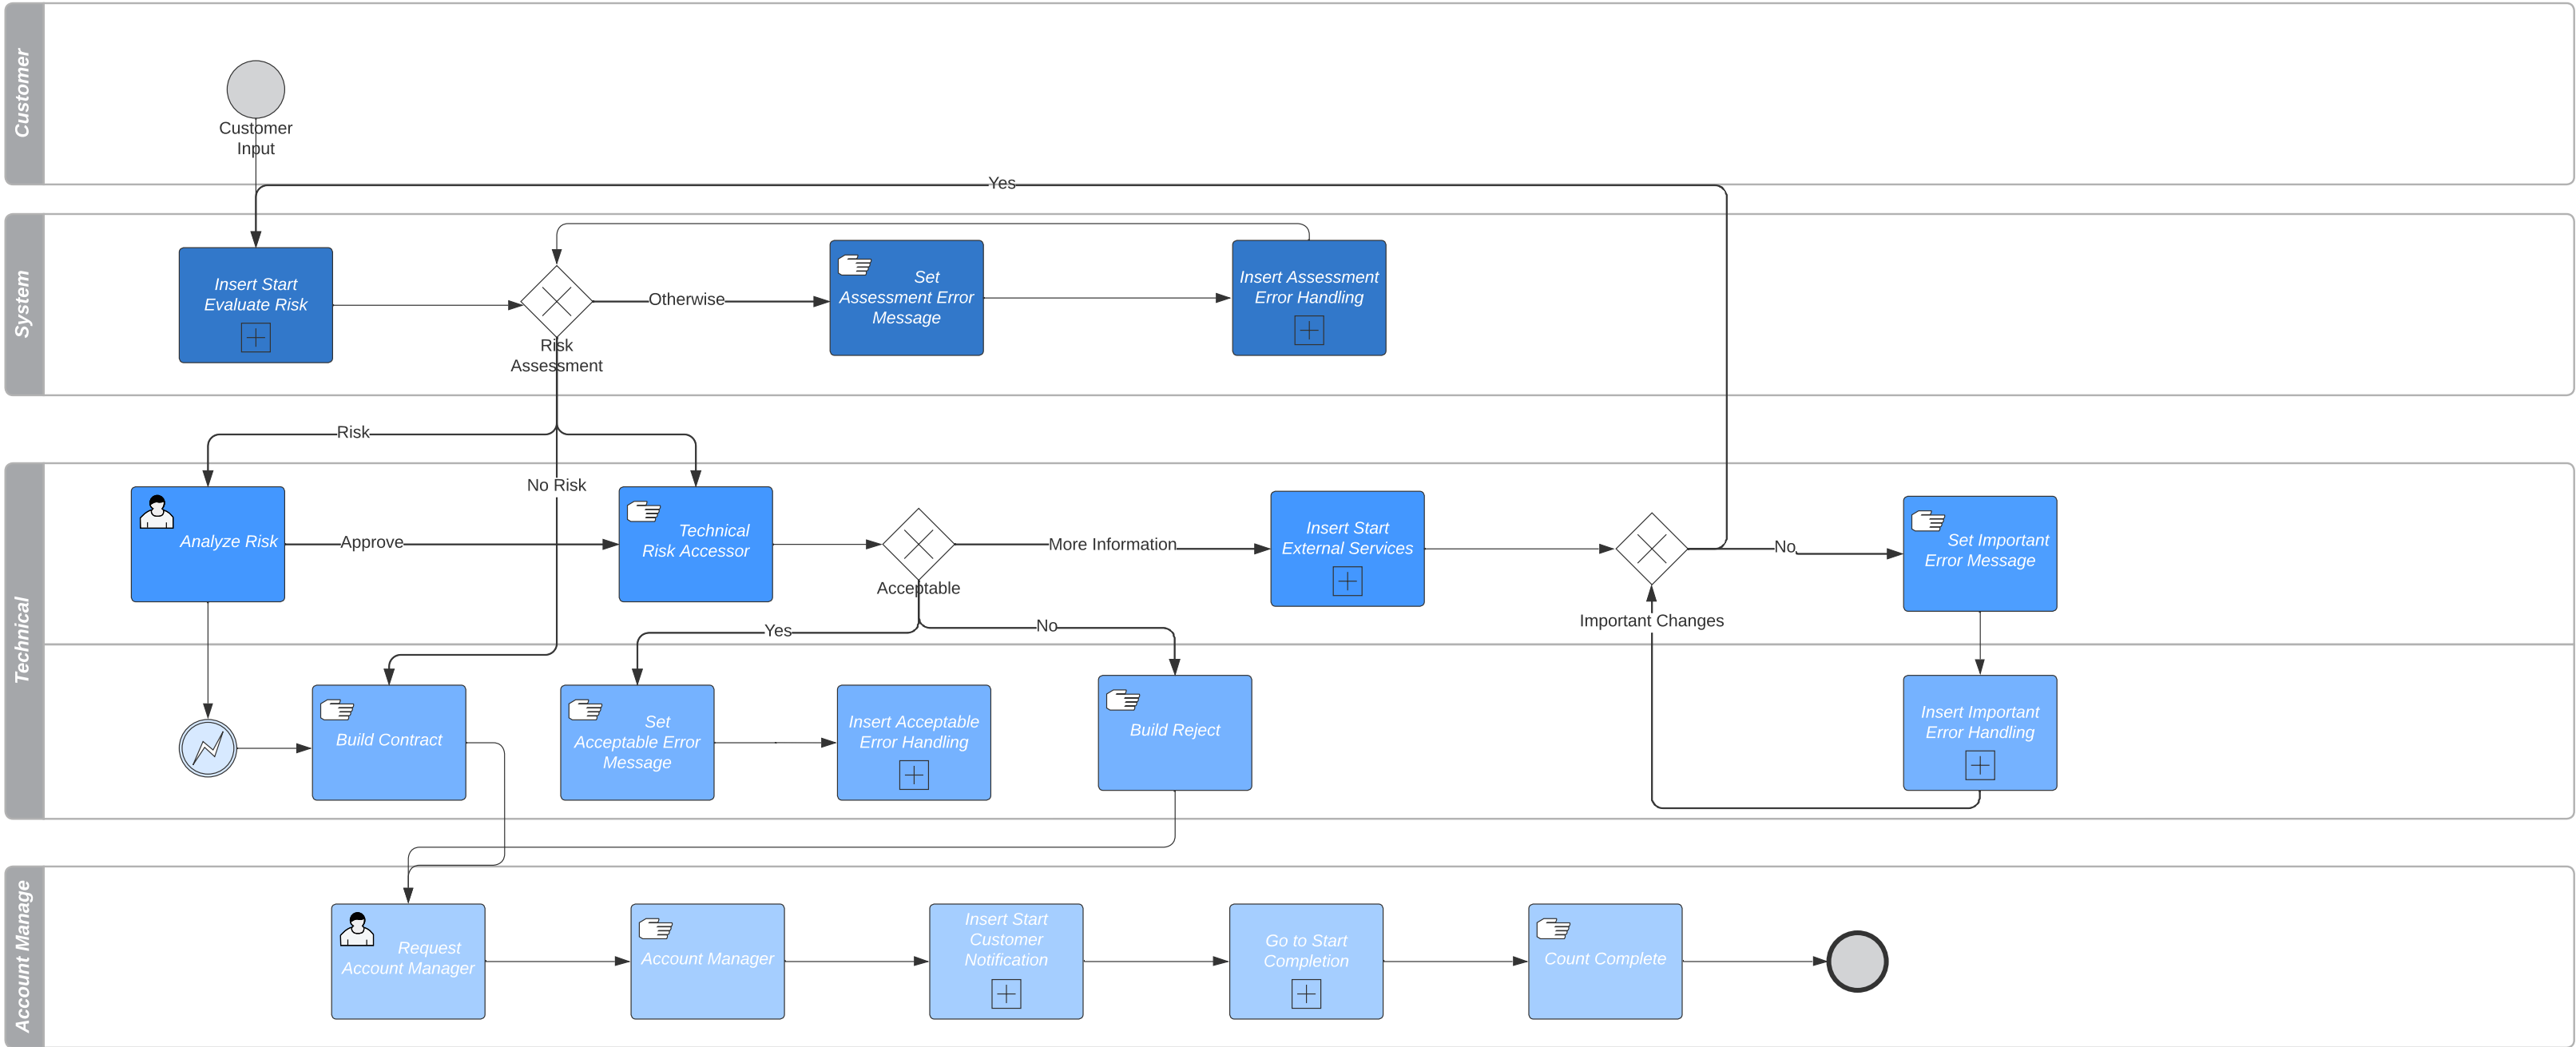 Customer
Customer
Input
Yes
System
Insert Start
Evaluate Risk
Risk
Assessment
Otherwise
Set
Assessment Error
Message
Insert Assessment
Error Handling
Risk
No Risk
Technical
Analyze Risk
Approve
Technical
Risk Accessor
Acceptable
More Information
Insert Start
External Services
No
Set Important
Error Message
Important Changes
Yes
No
Build Contract
Set
Acceptable Error
Message
Insert Acceptable
Error Handling
Build Reject
Insert Important
Error Handling
Account Manage
Request
Account Manager
Account Manager
Insert Start
Customer
Notification
Go to Start
Completion
Count Complete